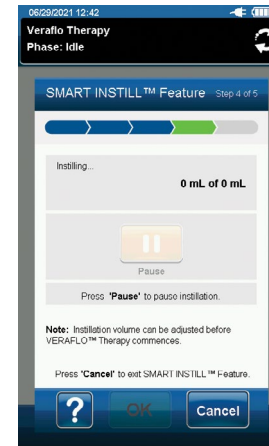 06/29/2021 12:42
Veraflo Therapy
Phase: Idle
SMART INSTILL™ Feature Step 4 of 5
Instilling...
0 mL of 0 mL
Pause
Press 'Pause' to pause instillation.
Note: Instillation volume can be adjusted before
VERAFLO™ Therapy commences.
Press 'Cancel' to exit SMART INSTILL™ Feature.
? OK Cancel